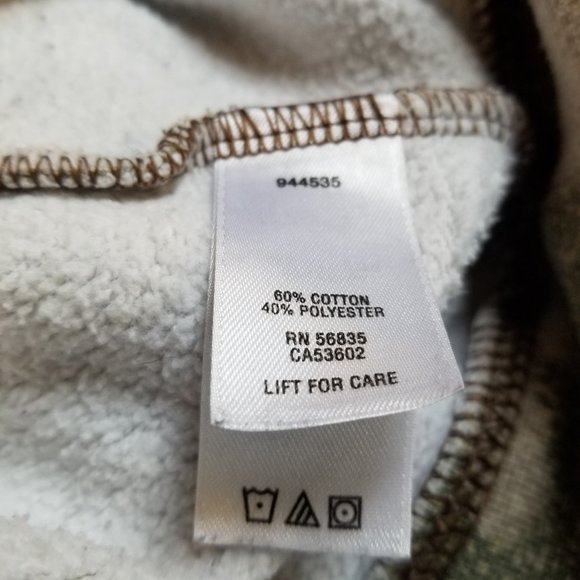 944535
60% COTTON
40% POLYESTER
RN 56835
CA53602
LIFT FOR CARE